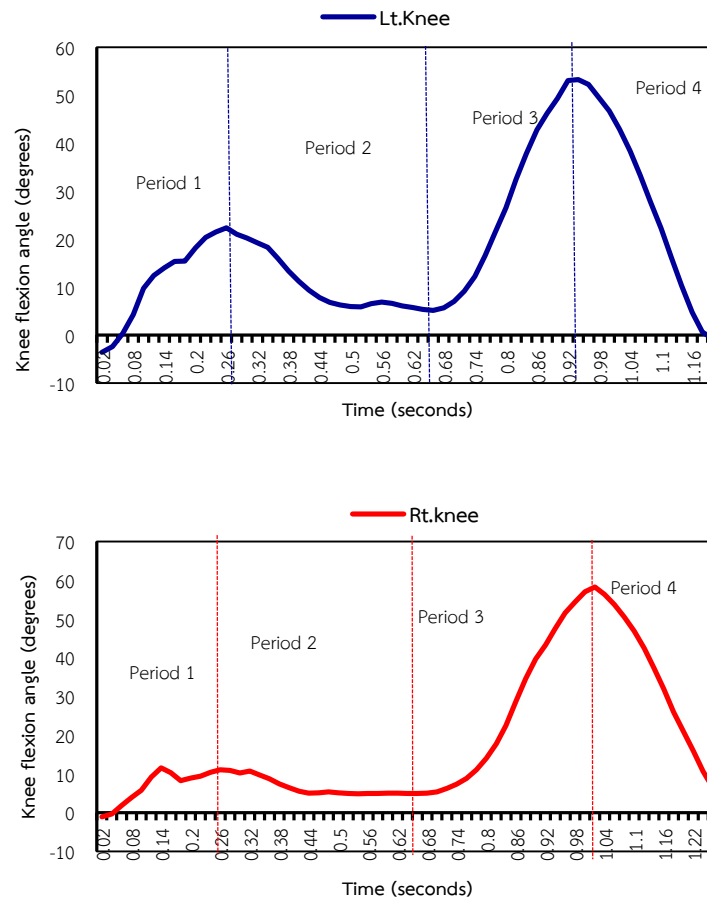 Lt.Knee
60
50
40
30
20
10
0
-10
Knee flexion angle (degrees)
Period 1
Period 2
Period 3
Period 4
0.02 0.08 0.14 0.2 0.26 0.32 0.38 0.44 0.5 0.56 0.62 0.68 0.74 0.8 0.86 0.92 0.98 1.04 1.1 1.16
Time (seconds)
Rt.knee
70
60
50
40
30
20
10
0
-10
Knee flexion angle (degrees)
Period 1
Period 2
Period 3
Period 4
0.02 0.08 0.14 0.2 0.26 0.32 0.38 0.44 0.5 0.56 0.62 0.68 0.74 0.8 0.86 0.92 0.98 1.04 1.1 1.16 1.22
Time (seconds)